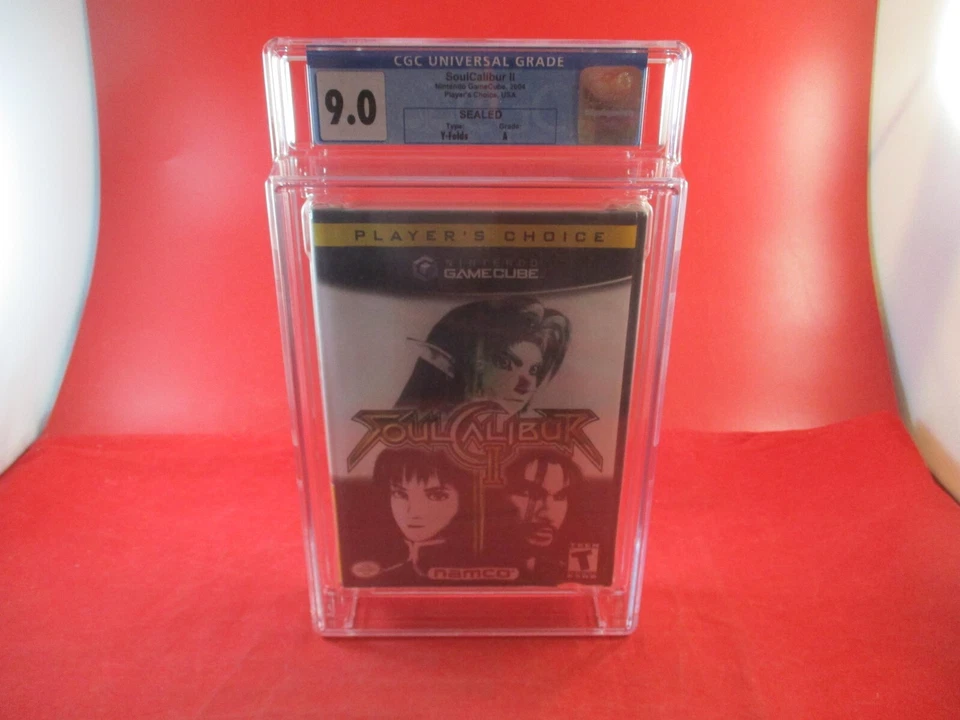 CGC UNIVERSAL GRADE
9.0
SoulCalibur II
Nintendo GameCube, 2004
Player's Choice, USA
SEALED
Type: Grade:
Y-Folds A
PLAYER'S CHOICE
NINTENDO
GAMECUBE
SOULCALIBUR
II
namco
T